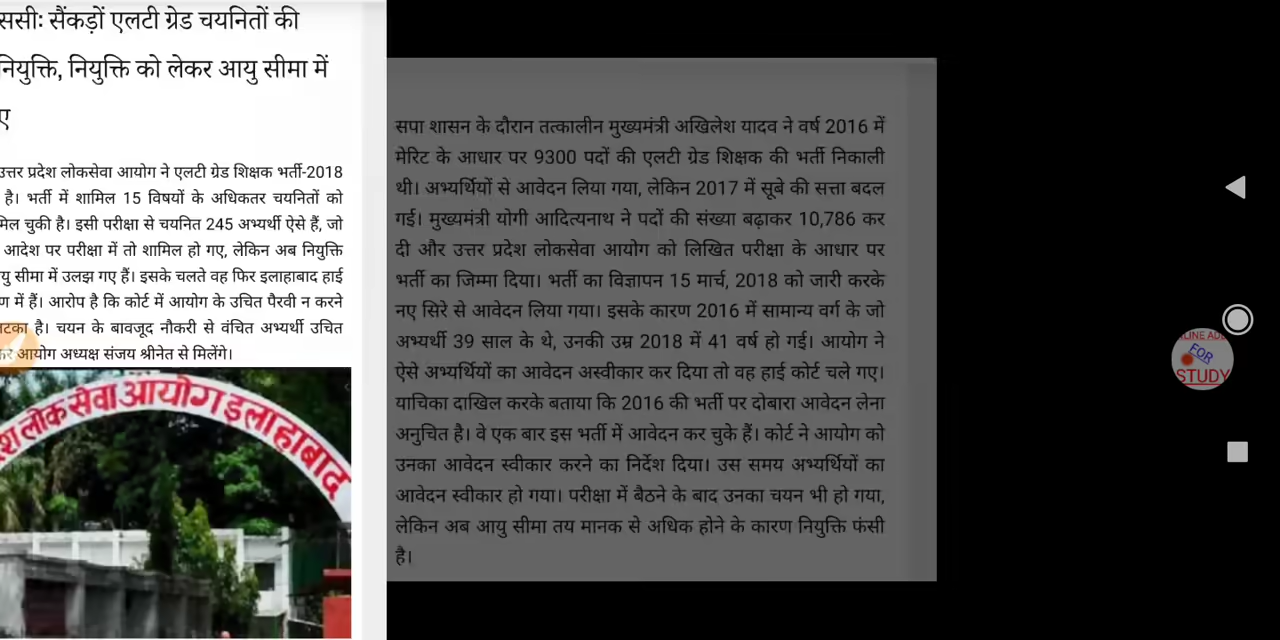 ससी: सैंकड़ों एलटी ग्रेड चयनितों की
नियुक्ति, नियुक्ति को लेकर आयु सीमा में
ए
उत्तर प्रदेश लोकसेवा आयोग ने एलटी ग्रेड शिक्षक भर्ती-2018
है। भर्ती में शामिल 15 विषयों के अधिकतर चयनितों को
मिल चुकी है। इसी परीक्षा से चयनित 245 अभ्यर्थी ऐसे हैं, जो
आदेश पर परीक्षा में तो शामिल हो गए, लेकिन अब नियुक्ति
यु सीमा में उलझ गए हैं। इसके चलते वह फिर इलाहाबाद हाई
ण में हैं। आरोप है कि कोर्ट में आयोग के उचित पैरवी न करने
टका है। चयन के बावजूद नौकरी से वंचित अभ्यर्थी उचित
आयोग अध्यक्ष संजय श्रीनेत से मिलेंगे।
लोक सेवा आयोग इलाहाबाद
सपा शासन के दौरान तत्कालीन मुख्यमंत्री अखिलेश यादव ने वर्ष 2016 में
मेरिट के आधार पर 9300 पदों की एलटी ग्रेड शिक्षक की भर्ती निकाली
थी। अभ्यर्थियों से आवेदन लिया गया, लेकिन 2017 में सूबे की सत्ता बदल
गई। मुख्यमंत्री योगी आदित्यनाथ ने पदों की संख्या बढ़ाकर 10,786 कर
दी और उत्तर प्रदेश लोकसेवा आयोग को लिखित परीक्षा के आधार पर
भर्ती का जिम्मा दिया। भर्ती का विज्ञापन 15 मार्च, 2018 को जारी करके
नए सिरे से आवेदन लिया गया। इसके कारण 2016 में सामान्य वर्ग के जो
अभ्यर्थी 39 साल के थे, उनकी उम्र 2018 में 41 वर्ष हो गई। आयोग ने
ऐसे अभ्यर्थियों का आवेदन अस्वीकार कर दिया तो वह हाई कोर्ट चले गए।
याचिका दाखिल करके बताया कि 2016 की भर्ती पर दोबारा आवेदन लेना
अनुचित है। वे एक बार इस भर्ती में आवेदन कर चुके हैं। कोर्ट ने आयोग को
उनका आवेदन स्वीकार करने का निर्देश दिया। उस समय अभ्यर्थियों का
आवेदन स्वीकार हो गया। परीक्षा में बैठने के बाद उनका चयन भी हो गया,
लेकिन अब आयु सीमा तय मानक से अधिक होने के कारण नियुक्ति फंसी
है।
FOR
STUDY